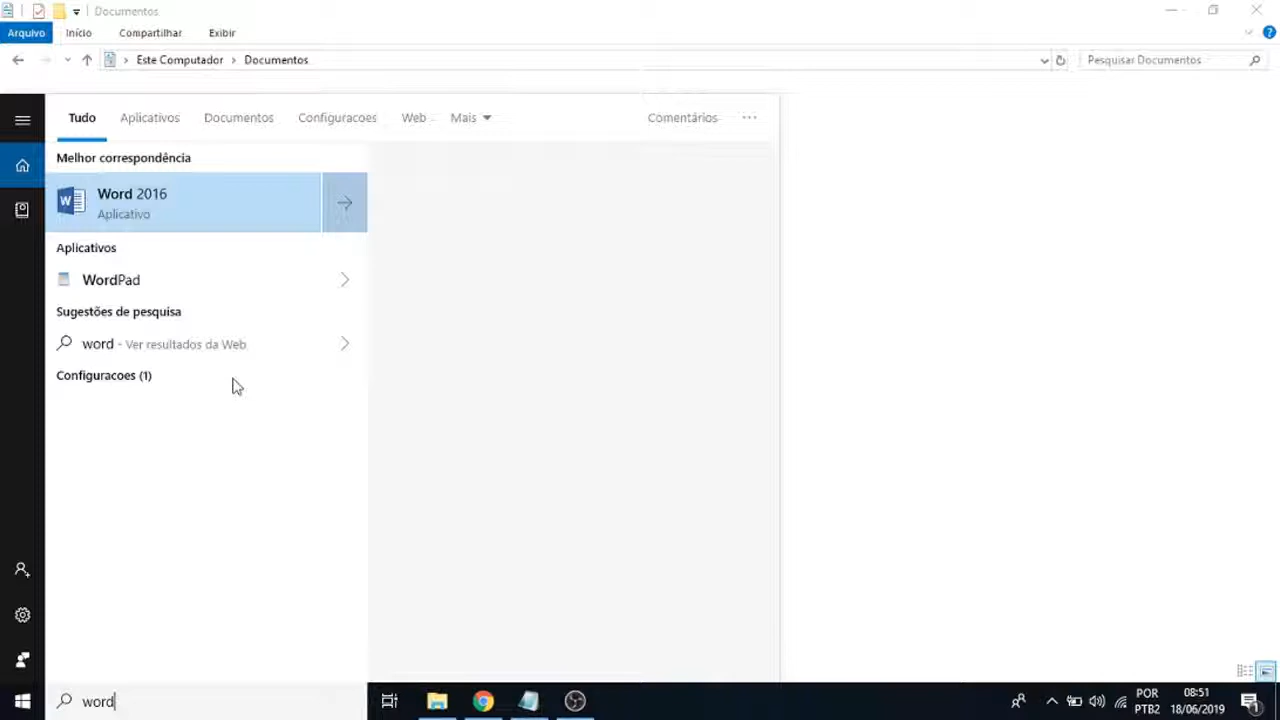 Documentos
Arquivo Início Compartilhar Exibir
Este Computador > Documentos
Pesquisar Documentos
Tudo Aplicativos Documentos Configuracoes Web Mais Comentários ...
Melhor correspondência
Word 2016
Aplicativo
Aplicativos
WordPad
Sugestões de pesquisa
word - Ver resultados da Web
Configuracoes (1)
word
POR 08:51
PTB2 18/06/2019
1